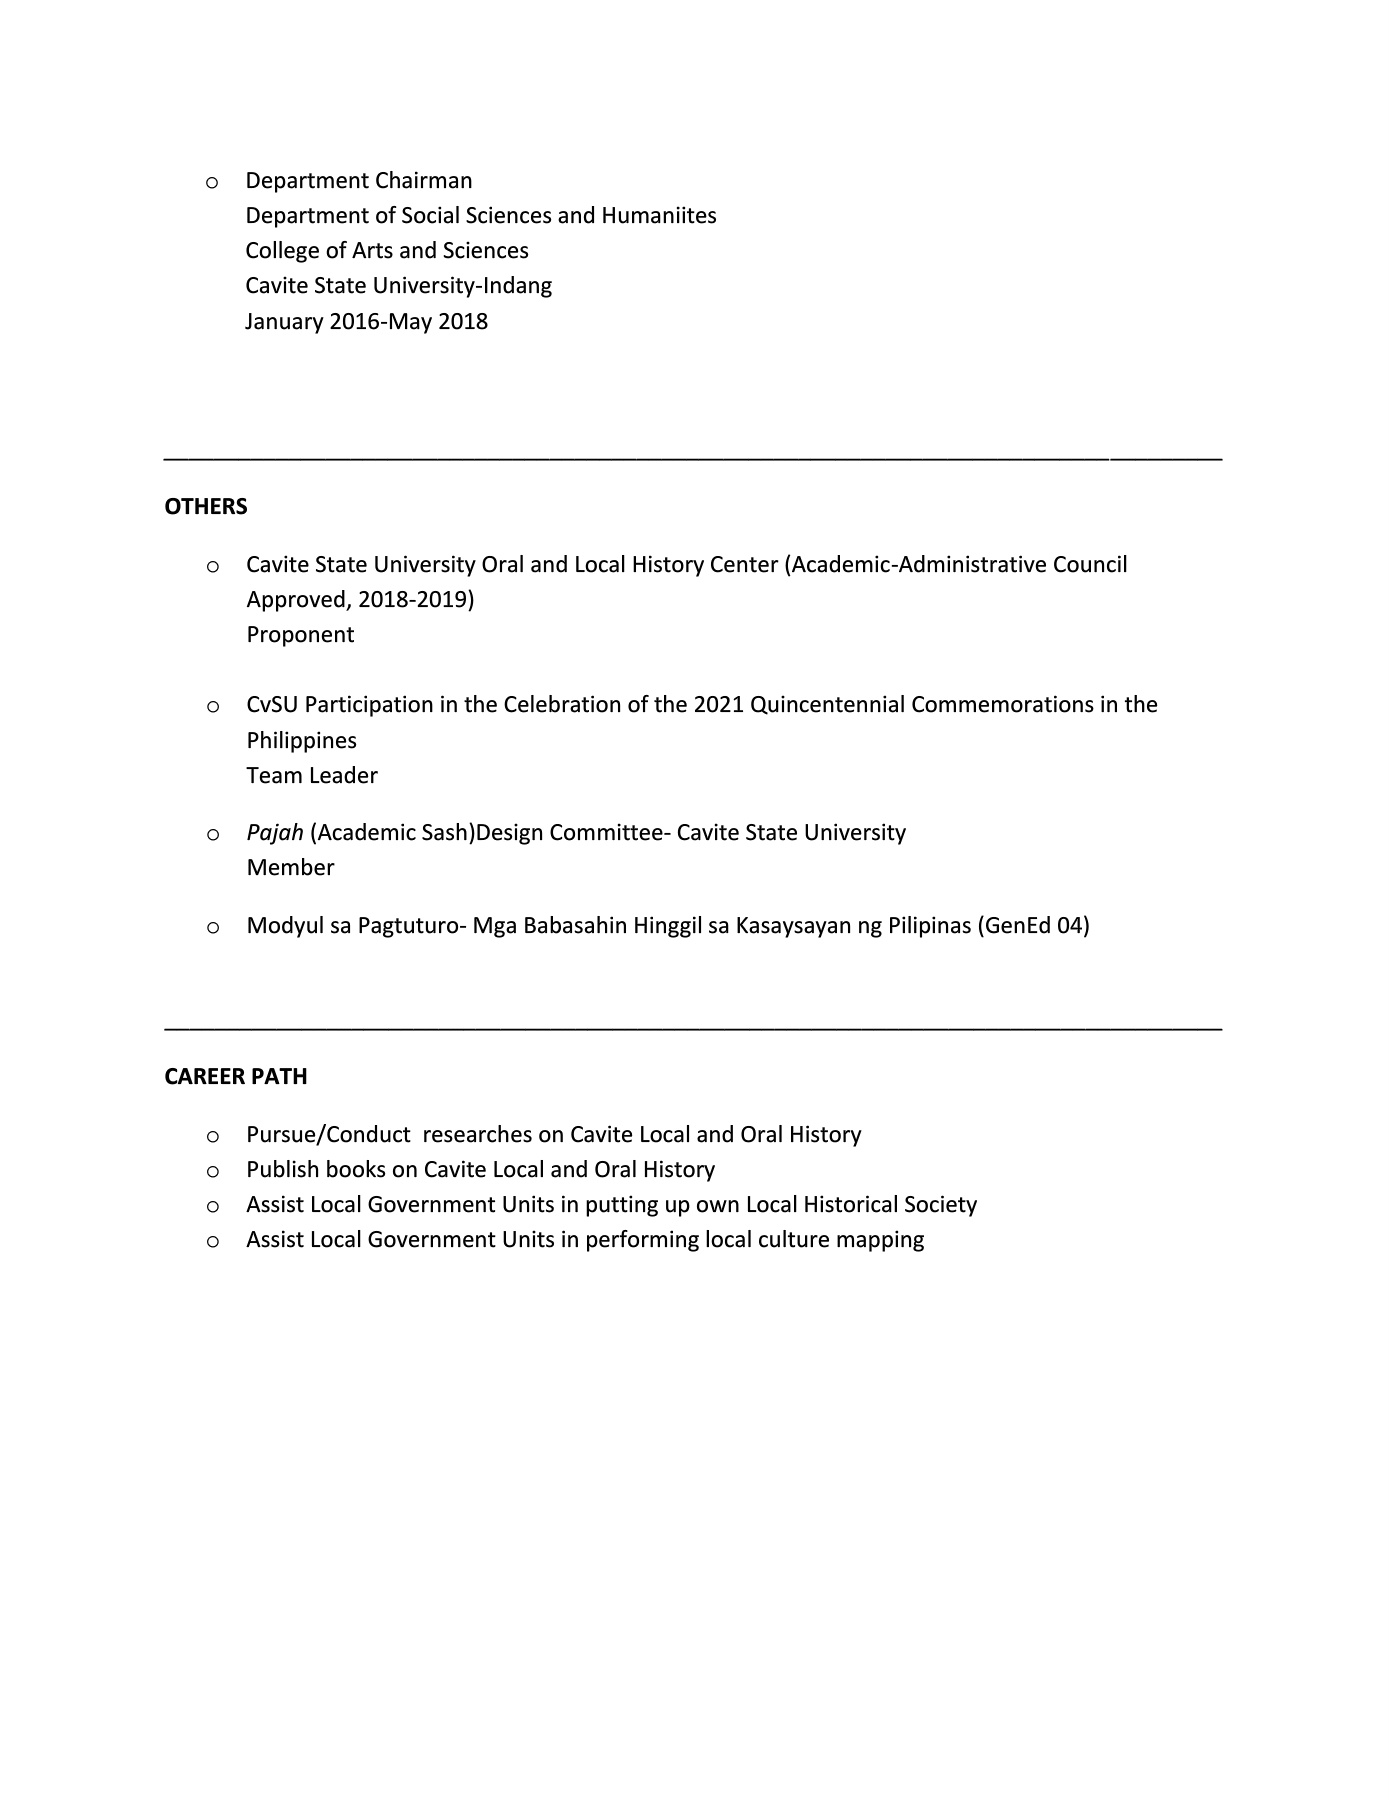 o Department Chairman
Department of Social Sciences and Humaniites
College of Arts and Sciences
Cavite State University-Indang
January 2016-May 2018
OTHERS
o Cavite State University Oral and Local History Center (Academic-Administrative Council
Approved, 2018-2019)
Proponent
o CvSU Participation in the Celebration of the 2021 Quincentennial Commemorations in the
Philippines
Team Leader
o Pajah (Academic Sash)Design Committee- Cavite State University
Member
o Modyul sa Pagtuturo- Mga Babasahin Hinggil sa Kasaysayan ng Pilipinas (GenEd 04)
CAREER PATH
o Pursue/Conduct  researches on Cavite Local and Oral History
o Publish books on Cavite Local and Oral History
o Assist Local Government Units in putting up own Local Historical Society
o Assist Local Government Units in performing local culture mapping